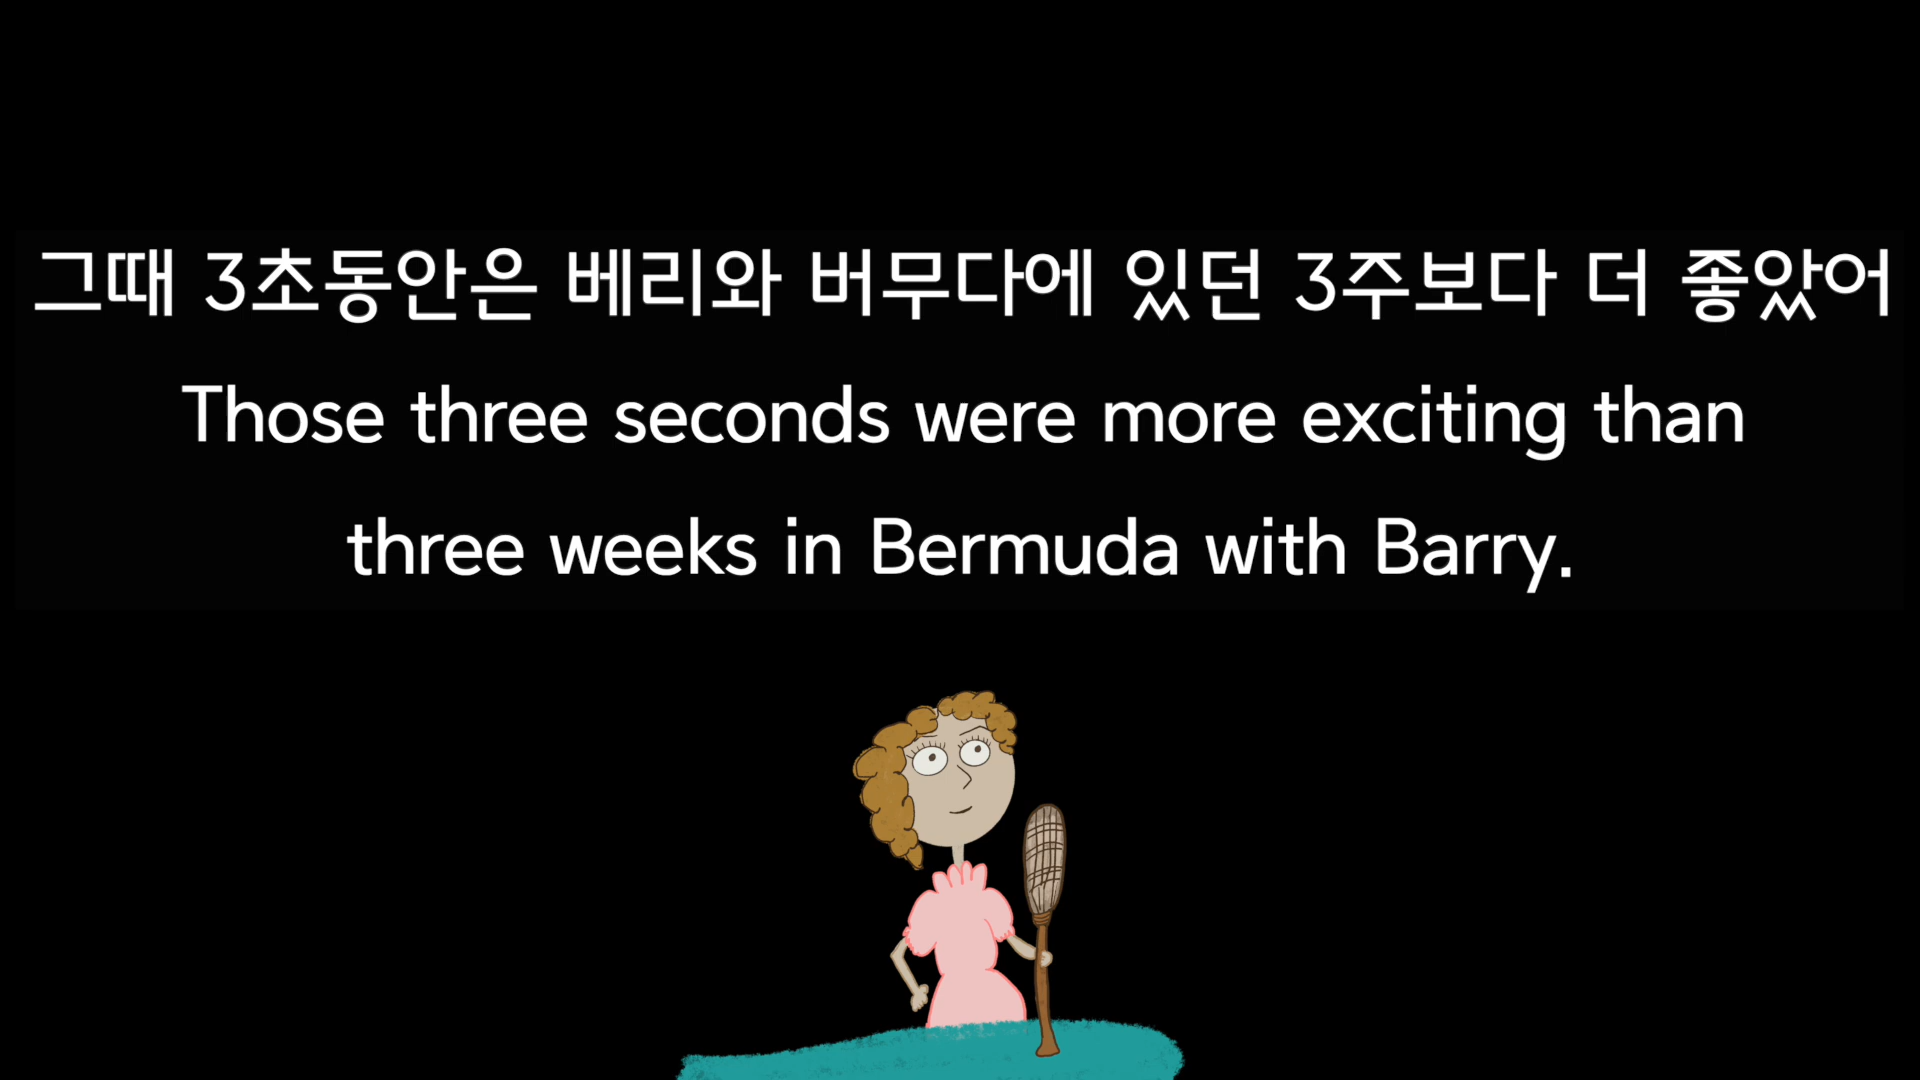 그때 3초동안은 베리와 버무다에 있던 3주보다 더 좋았어
Those three seconds were more exciting than
three weeks in Bermuda with Barry.